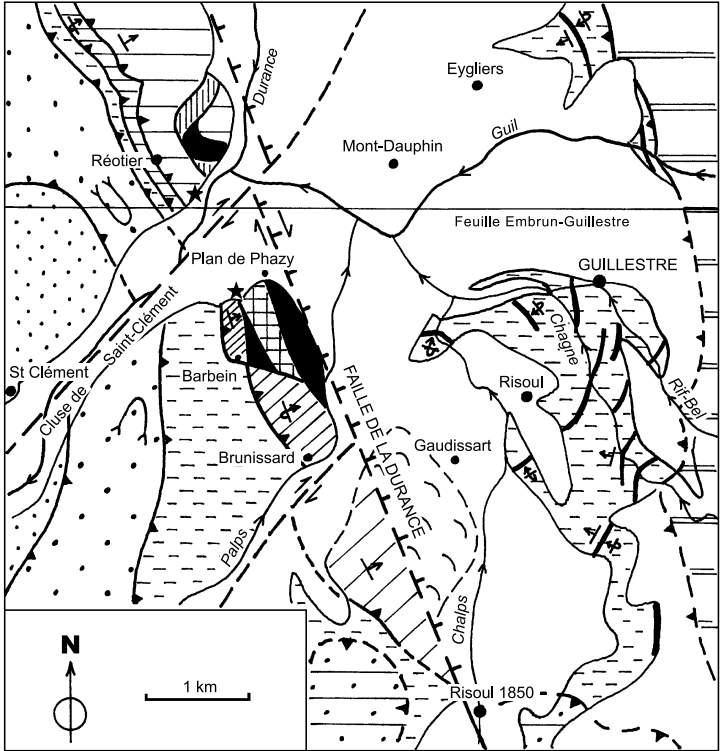 Eygliers
Durance
Guil
Mont-Dauphin
Réotier
Feuille Embrun-Guillestre
Plan de Phazy
GUILLESTRE
Chagne
St Clément
Cluse de Saint-Clément
Barbein
Risoul
Rif-Bel
FAILLE DE LA DURANCE
Gaudissart
Brunissard
Palps
Chalps
N
1 km
Risoul 1850